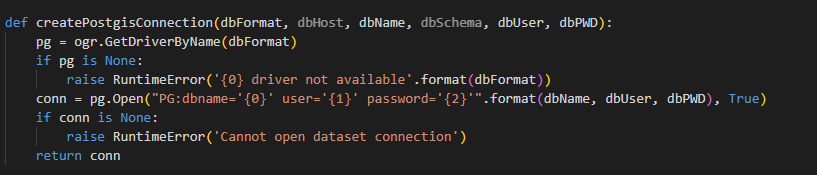 def createPostgisConnection(dbFormat, dbHost, dbName, dbSchema, dbUser, dbPWD):
    pg = ogr.GetDriverByName(dbFormat)
    if pg is None:
        raise RuntimeError('{0} driver not available'.format(dbFormat))
    conn = pg.Open("PG:dbname='{0}' user='{1}' password='{2}'".format(dbName, dbUser, dbPWD), True)
    if conn is None:
        raise RuntimeError('Cannot open dataset connection')
    return conn